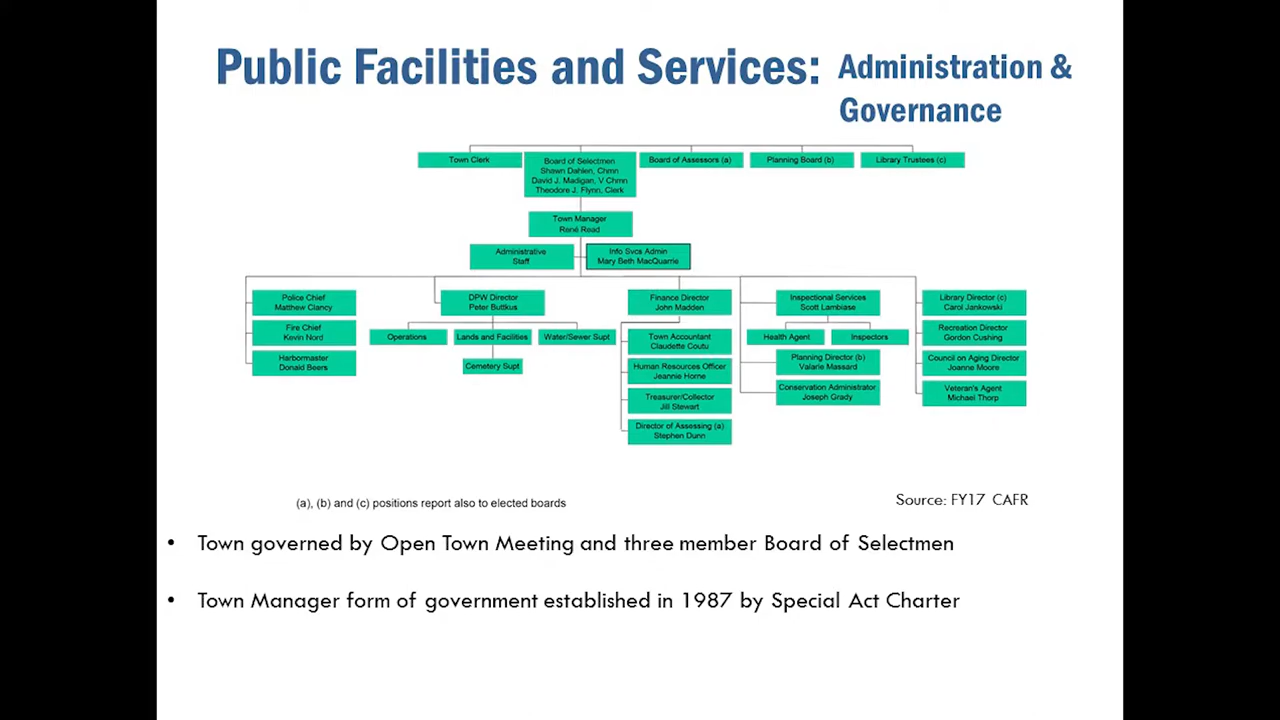 Public Facilities and Services: Administration &
Governance
Town Clerk
Board of Selectmen
Shawn Dahlen, Chmn
David J. Madigan, V Chmn
Theodore J. Flynn, Clerk
Board of Assessors (a)
Planning Board (b)
Library Trustees (c)
Town Manager
René Read
Administrative
Staff
Info Svcs Admin
Mary Beth MacQuarrie
Police Chief
Matthew Clancy
Fire Chief
Kevin Nord
Harbormaster
Donald Beers
DPW Director
Peter Buttkus
Operations
Lands and Facilities
Water/Sewer Supt
Cemetery Supt
Finance Director
John Madden
Town Accountant
Claudette Coutu
Human Resources Officer
Jeannie Horne
Treasurer/Collector
Jill Stewart
Director of Assessing (a)
Stephen Dunn
Inspectional Services
Scott Lambiase
Health Agent
Inspectors
Planning Director (b)
Valarie Massard
Conservation Administrator
Joseph Grady
Library Director (c)
Carol Jankowski
Recreation Director
Gordon Cushing
Council on Aging Director
Joanne Moore
Veteran's Agent
Michael Thorp
(a), (b) and (c) positions report also to elected boards
Source: FY17 CAFR
• Town governed by Open Town Meeting and three member Board of Selectmen
• Town Manager form of government established in 1987 by Special Act Charter